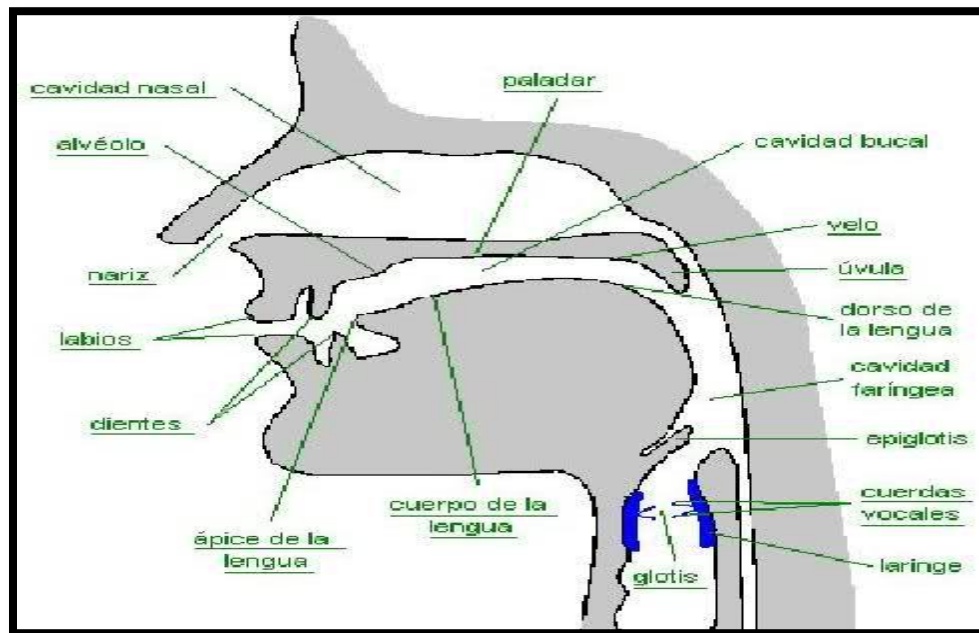 cavidad nasal
paladar
alvéolo
cavidad bucal
velo
nariz
úvula
dorso de
la lengua
labios
cavidad
faríngea
dientes
epiglotis
cuerpo de la
lengua
cuerdas
vocales
ápice de la
lengua
glotis
laringe